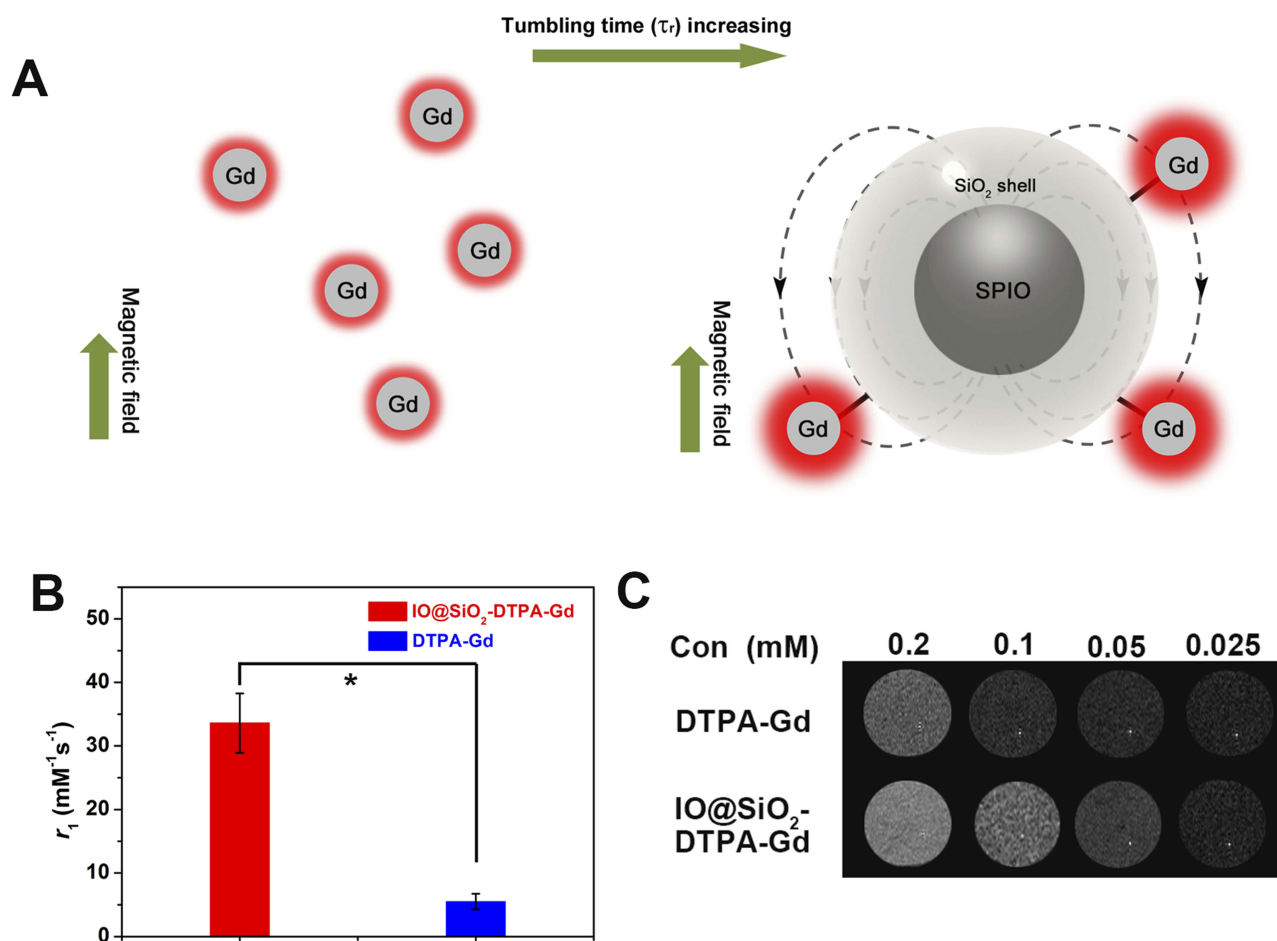 Tumbling time (τr) increasing
A
Gd
Gd
Gd
Gd
Gd
Magnetic field
Gd
SiO₂ shell
SPIO
Magnetic field
Gd
Gd
B
IO@SiO₂-DTPA-Gd
DTPA-Gd
*
r₁ (mM⁻¹s⁻¹)
50
40
30
20
10
0
C
Con (mM) 0.2 0.1 0.05 0.025
DTPA-Gd
IO@SiO₂-
DTPA-Gd